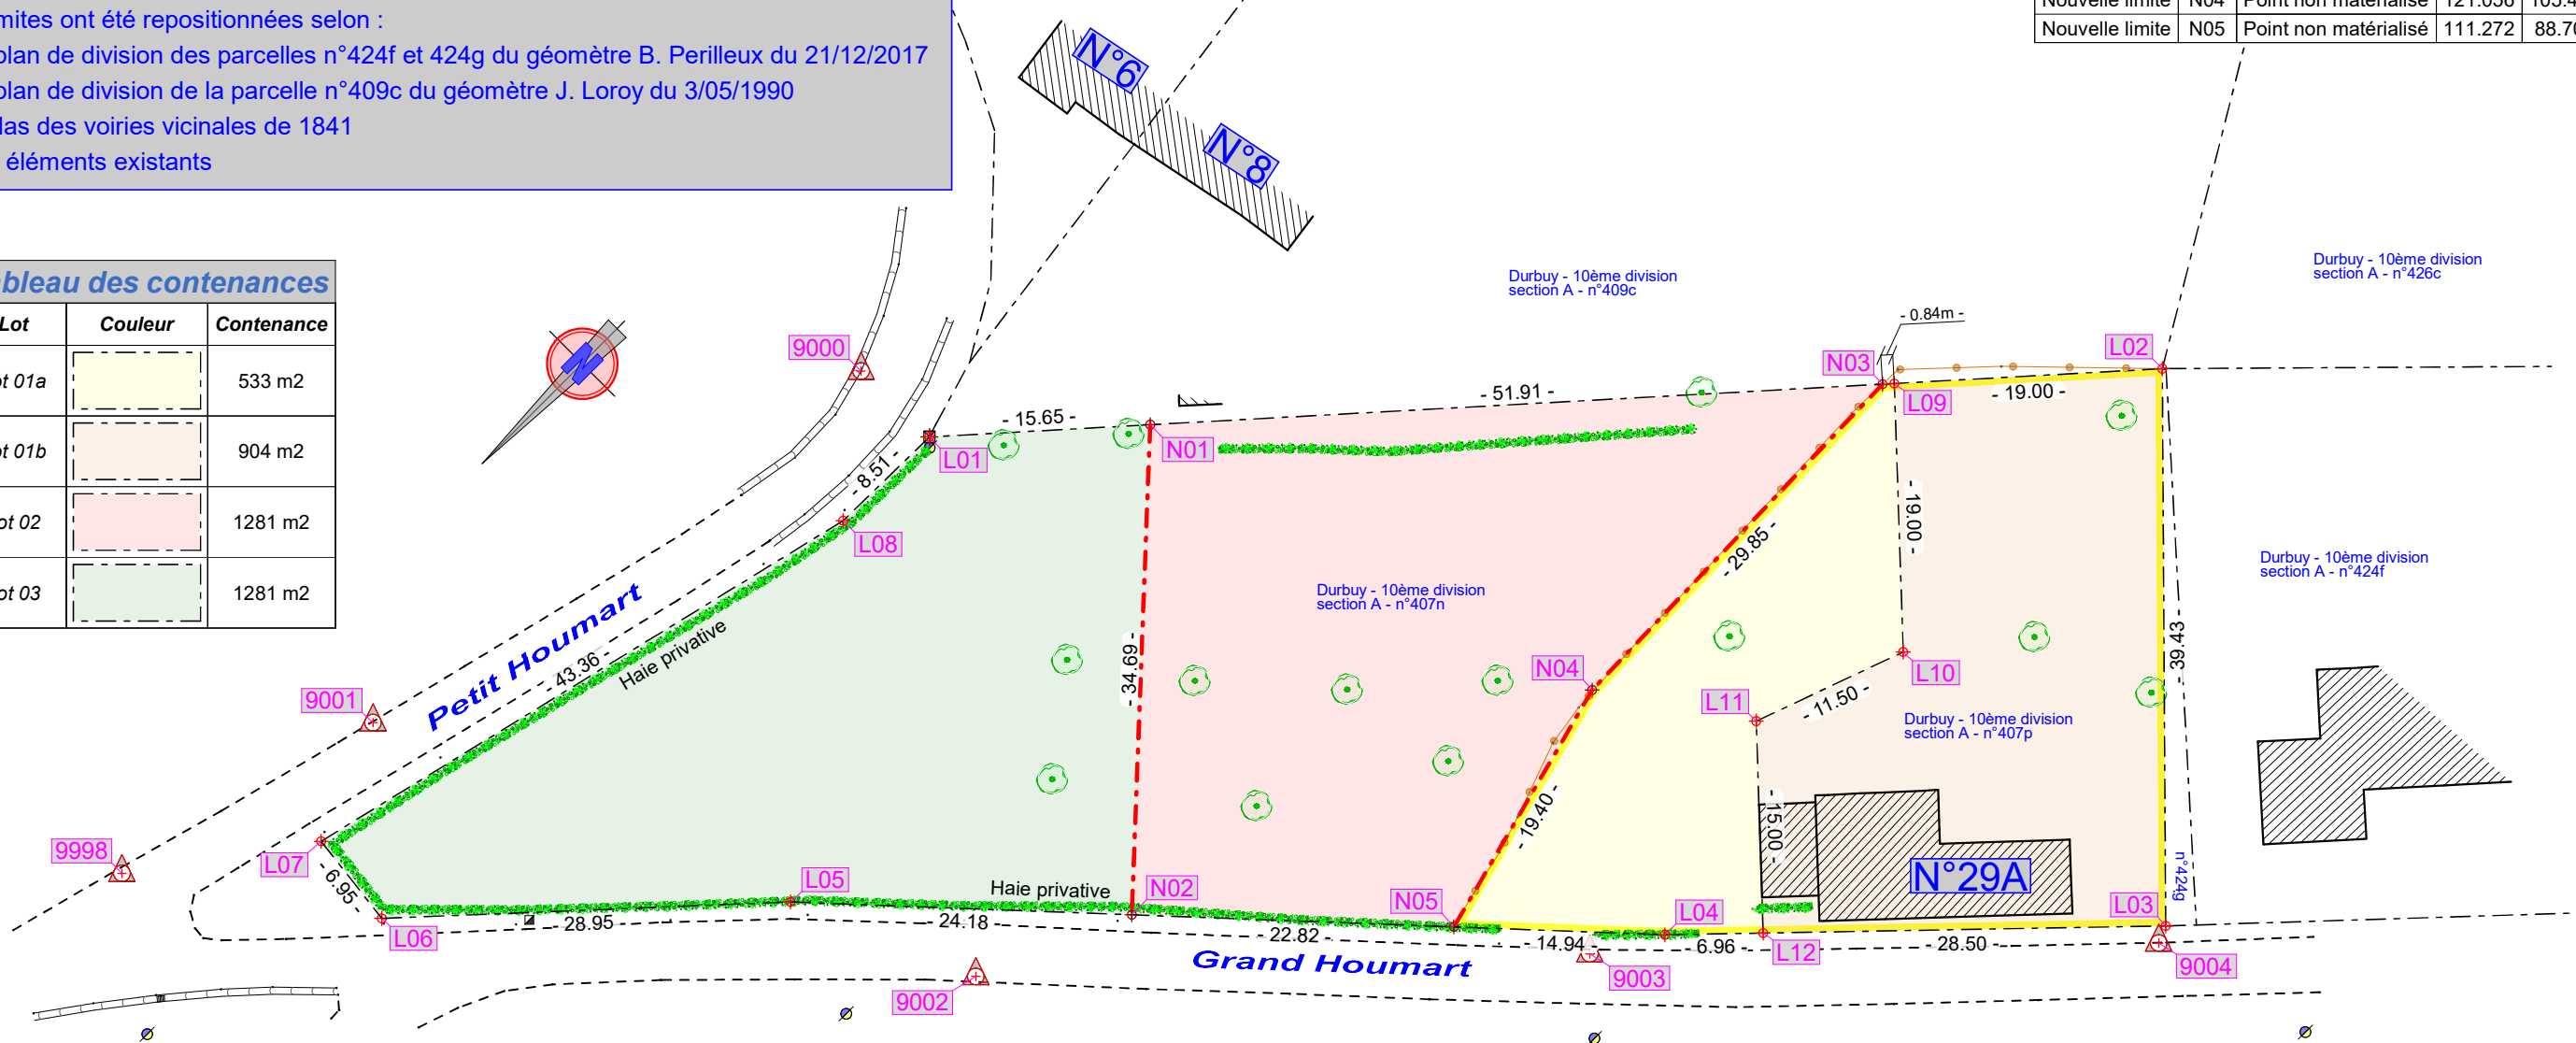 mites ont été repositionnées selon :
plan de division des parcelles n°424f et 424g du géomètre B. Perilleux du 21/12/2017
plan de division de la parcelle n°409c du géomètre J. Loroy du 3/05/1990
las des voiries vicinales de 1841
éléments existants
Nouvelle limite N04 Point non matérialisé 121.056
Nouvelle limite N05 Point non matérialisé 111.272 88.70
N°6
N°8
bleau des contenances
Lot Couleur Contenance
ot 01a 533 m2
ot 01b 904 m2
ot 02 1281 m2
ot 03 1281 m2
N
Durbuy - 10ème division
section A - n°409c
Durbuy - 10ème division
section A - n°426c
- 0.84m -
9000
N03
L02
- 51.91 -
- 19.00 -
L09
- 15.65 -
L01
N01
- 8.51 -
L08
- 19.00 -
- 29.85 -
Durbuy - 10ème division
section A - n°424f
Durbuy - 10ème division
section A - n°407n
Petit Houmart
- 43.36 -
Haie privative
- 34.69 -
- 39.43 -
N04
L10
L11
- 11.50 -
9001
Durbuy - 10ème division
section A - n°407p
- 19.40 -
- 15.00 -
9998
L07
- 6.95 -
L05
Haie privative
N02
N05
N°29A
n°424g
L03
L04
L06
- 28.95
- 24.18 -
- 22.82 -
- 14.94 -
- 6.96 -
L12
- 28.50 -
Grand Houmart
9002
9003
9004